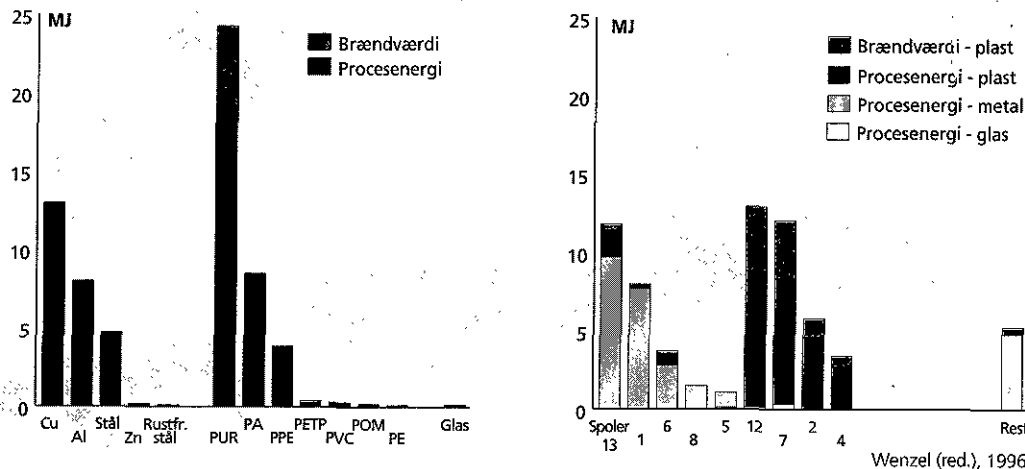 MJ
25
20
15
10
5
0
Brændværdi
Procesenergi
Cu
Al
Stål
Zn
Rustfr.
stål
PUR
PA
PPE
PETP
PVC
POM
PE
Glas
MJ
25
20
15
10
5
0
Brændværdi - plast
Procesenergi - plast
Procesenergi - metal
Procesenergi - glas
Spoler
13
1
6
8
5
12
7
2
4
Rest
Wenzel (red.), 1996